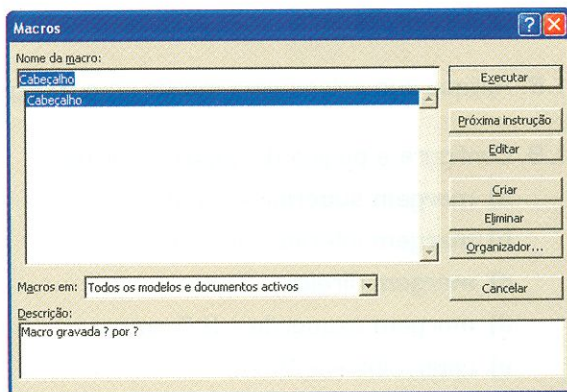 Macros
Nome da macro:
Cabeçalho
Cabeçalho
Executar
Próxima instrução
Editar
Criar
Eliminar
Organizador...
Macros em: Todos os modelos e documentos activos
Cancelar
Descrição:
Macro gravada ? por ?